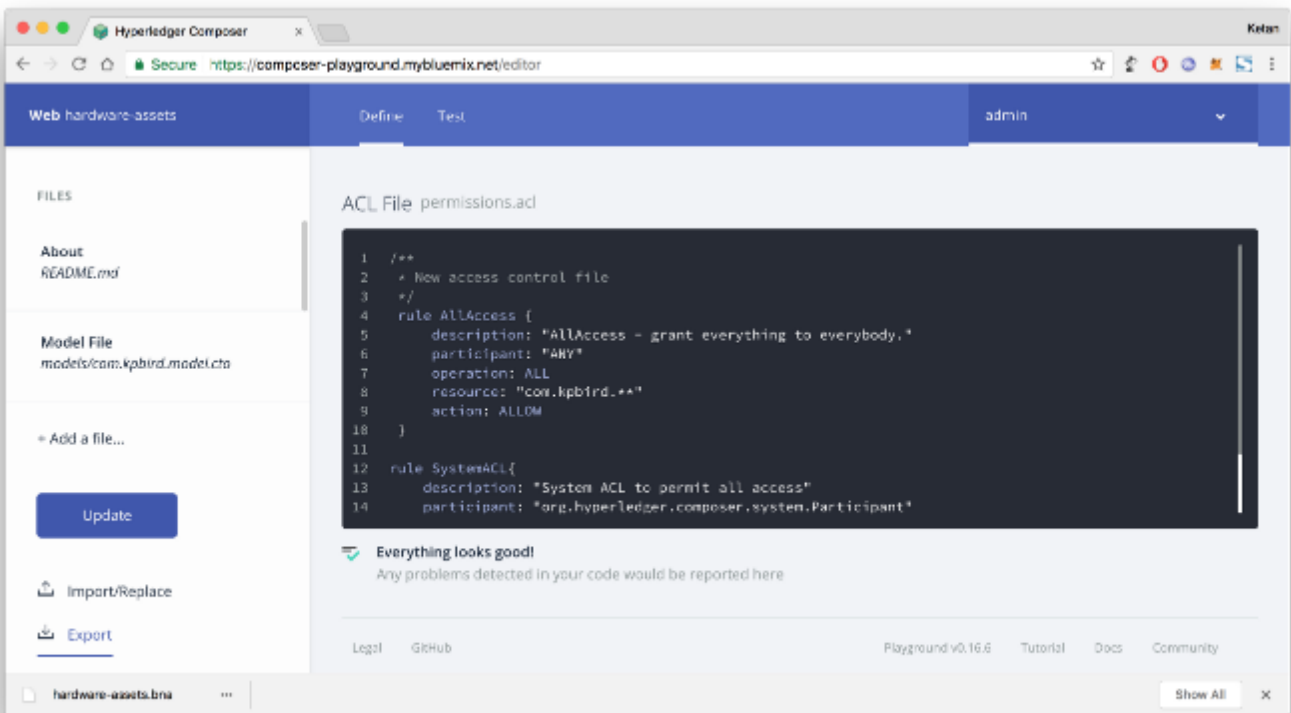 Hyperledger Composer
Ketan
Secure https://composer-playground.mybluemix.net/editor
Web hardware-assets
Define
Test
admin
FILES
About
README.md
Model File
models/com.kpbird.model.cto
+ Add a file...
Update
Import/Replace
Export
ACL File permissions.acl
1 /**
2 * New access control file
3 */
4 rule AllAccess {
5 description: "AllAccess - grant everything to everybody."
6 participant: "ANY"
7 operation: ALL
8 resource: "com.kpbird.**"
9 action: ALLOW
10 }
11
12 rule SystemACL{
13 description: "System ACL to permit all access"
14 participant: "org.hyperledger.composer.system.Participant"
Everything looks good!
Any problems detected in your code would be reported here
Legal GitHub Playground v0.16.6 Tutorial Docs Community
hardware-assets.bna
Show All